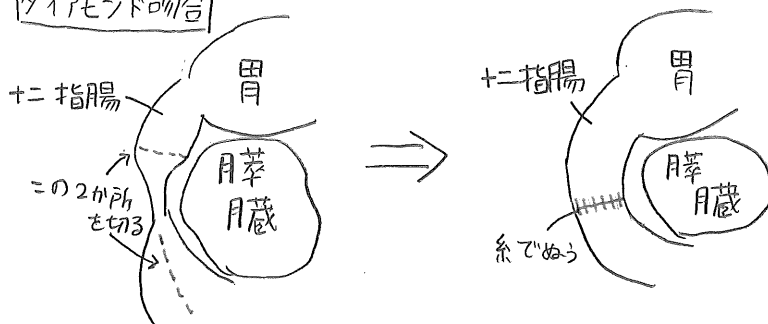 ダイアモンド吻合
十二指腸
胃
膵
臓
この2か所
を切る
十二指腸
胃
膵
臓
糸でぬう